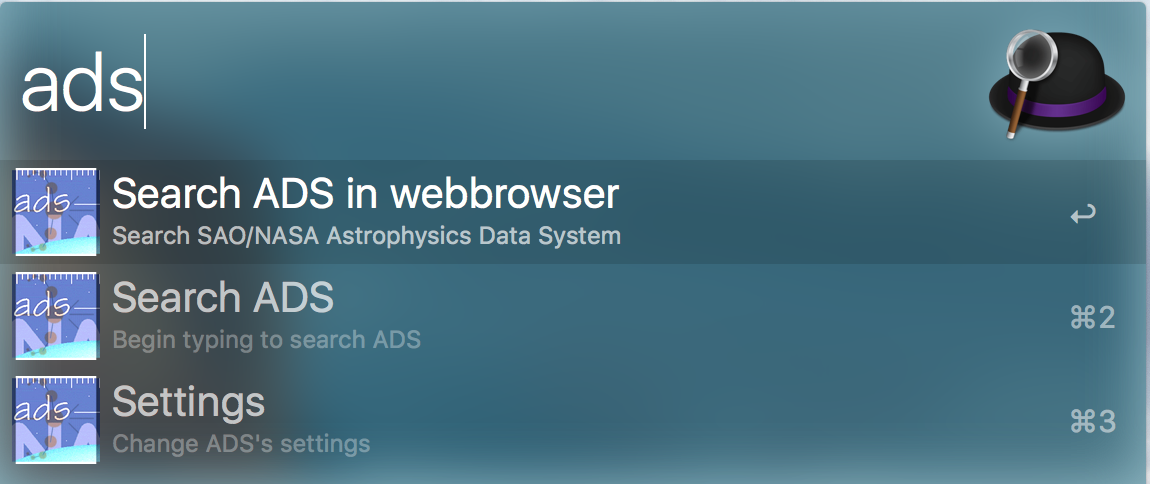 ads
ads
Search ADS in webbrowser
Search SAO/NASA Astrophysics Data System
↩
ads
Search ADS
Begin typing to search ADS
⌘2
ads
Settings
Change ADS's settings
⌘3